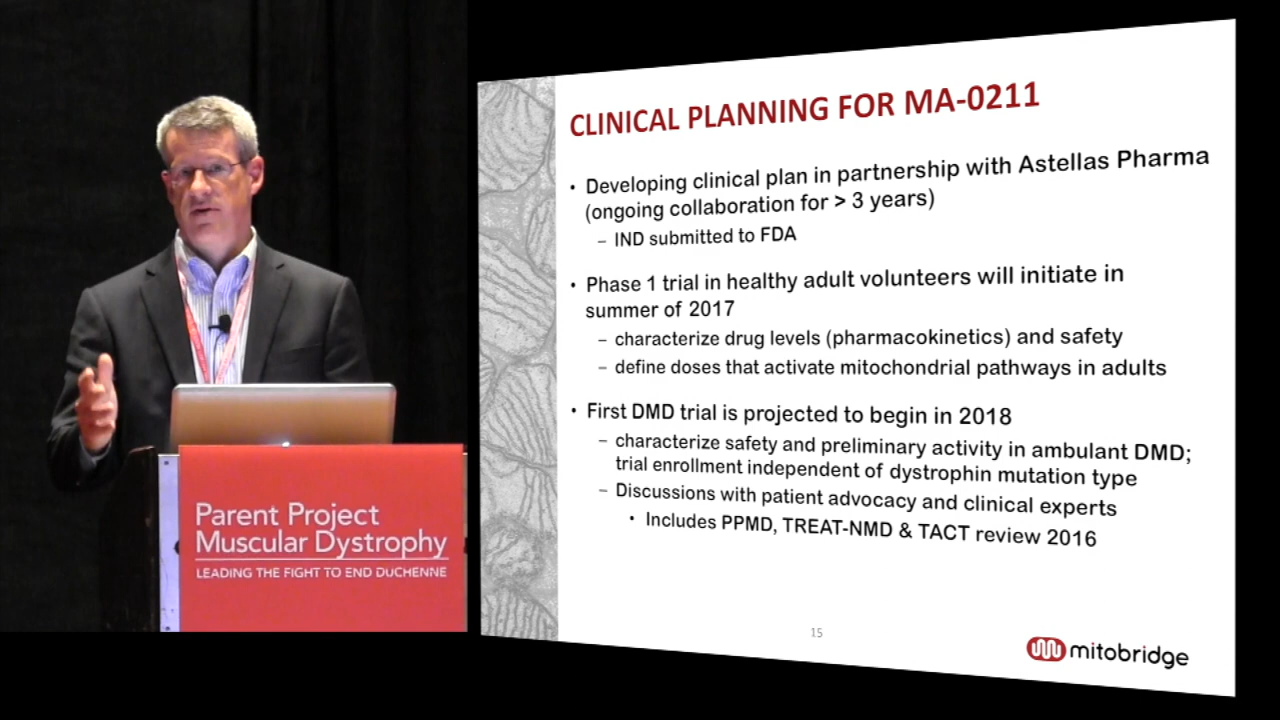 Parent Project
Muscular Dystrophy
LEADING THE FIGHT TO END DUCHENNE
CLINICAL PLANNING FOR MA-0211
• Developing clinical plan in partnership with Astellas Pharma
(ongoing collaboration for > 3 years)
– IND submitted to FDA
• Phase 1 trial in healthy adult volunteers will initiate in
summer of 2017
– characterize drug levels (pharmacokinetics) and safety
– define doses that activate mitochondrial pathways in adults
• First DMD trial is projected to begin in 2018
– characterize safety and preliminary activity in ambulant DMD;
trial enrollment independent of dystrophin mutation type
– Discussions with patient advocacy and clinical experts
• Includes PPMD, TREAT-NMD & TACT review 2016
15
mitobridge